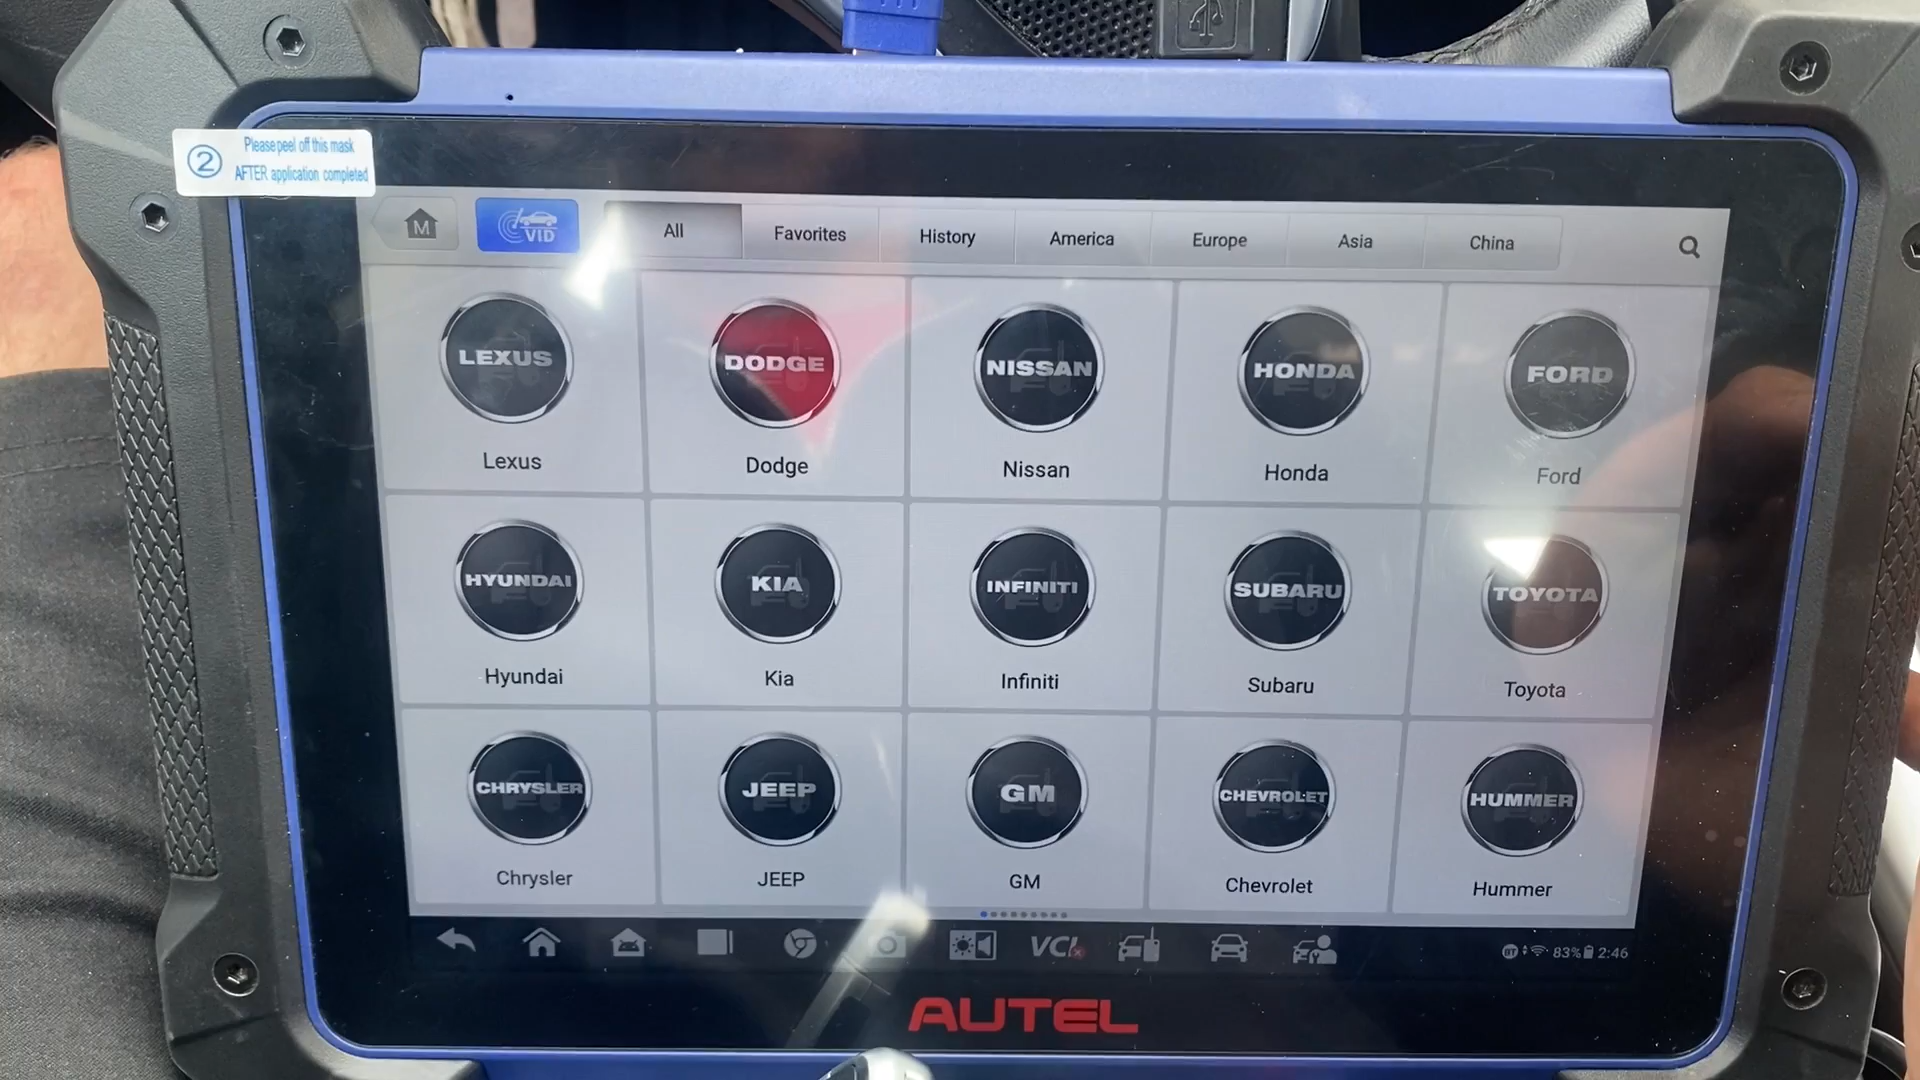 ② Please peel off this mask
AFTER application completed
M
VID
All Favorites History America Europe Asia China
LEXUS DODGE NISSAN HONDA FORD
Lexus Dodge Nissan Honda Ford
HYUNDAI KIA INFINITI SUBARU TOYOTA
Hyundai Kia Infiniti Subaru Toyota
CHRYSLER JEEP GM CHEVROLET HUMMER
Chrysler JEEP GM Chevrolet Hummer
VCI BT 83% 2:46
AUTEL